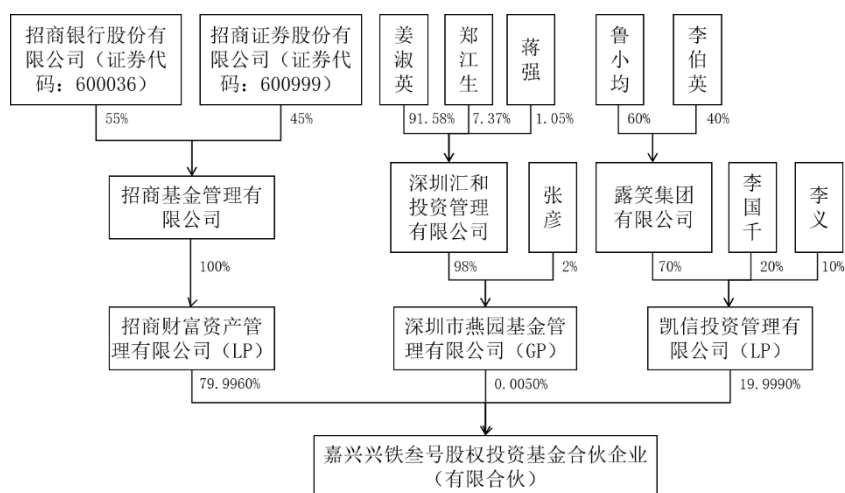 招商银行股份有
限公司（证券代
码：600036）
招商证券股份有
限公司（证券代
码：600999）
姜淑英
郑江生
蒋强
鲁小均
李伯英
55%
45%
91.58%
7.37%
1.05%
60%
40%
招商基金管理有
限公司
深圳汇和
投资管理
有限公司
张彦
露笑集团
有限公司
李国千
李义
100%
98%
2%
70%
20%
10%
招商财富资产管
理有限公司（LP）
深圳市燕园基金管
理有限公司（GP）
凯信投资管理有
限公司（LP）
79.9960%
0.0050%
19.9990%
嘉兴兴铁叁号股权投资基金合伙企业
（有限合伙）